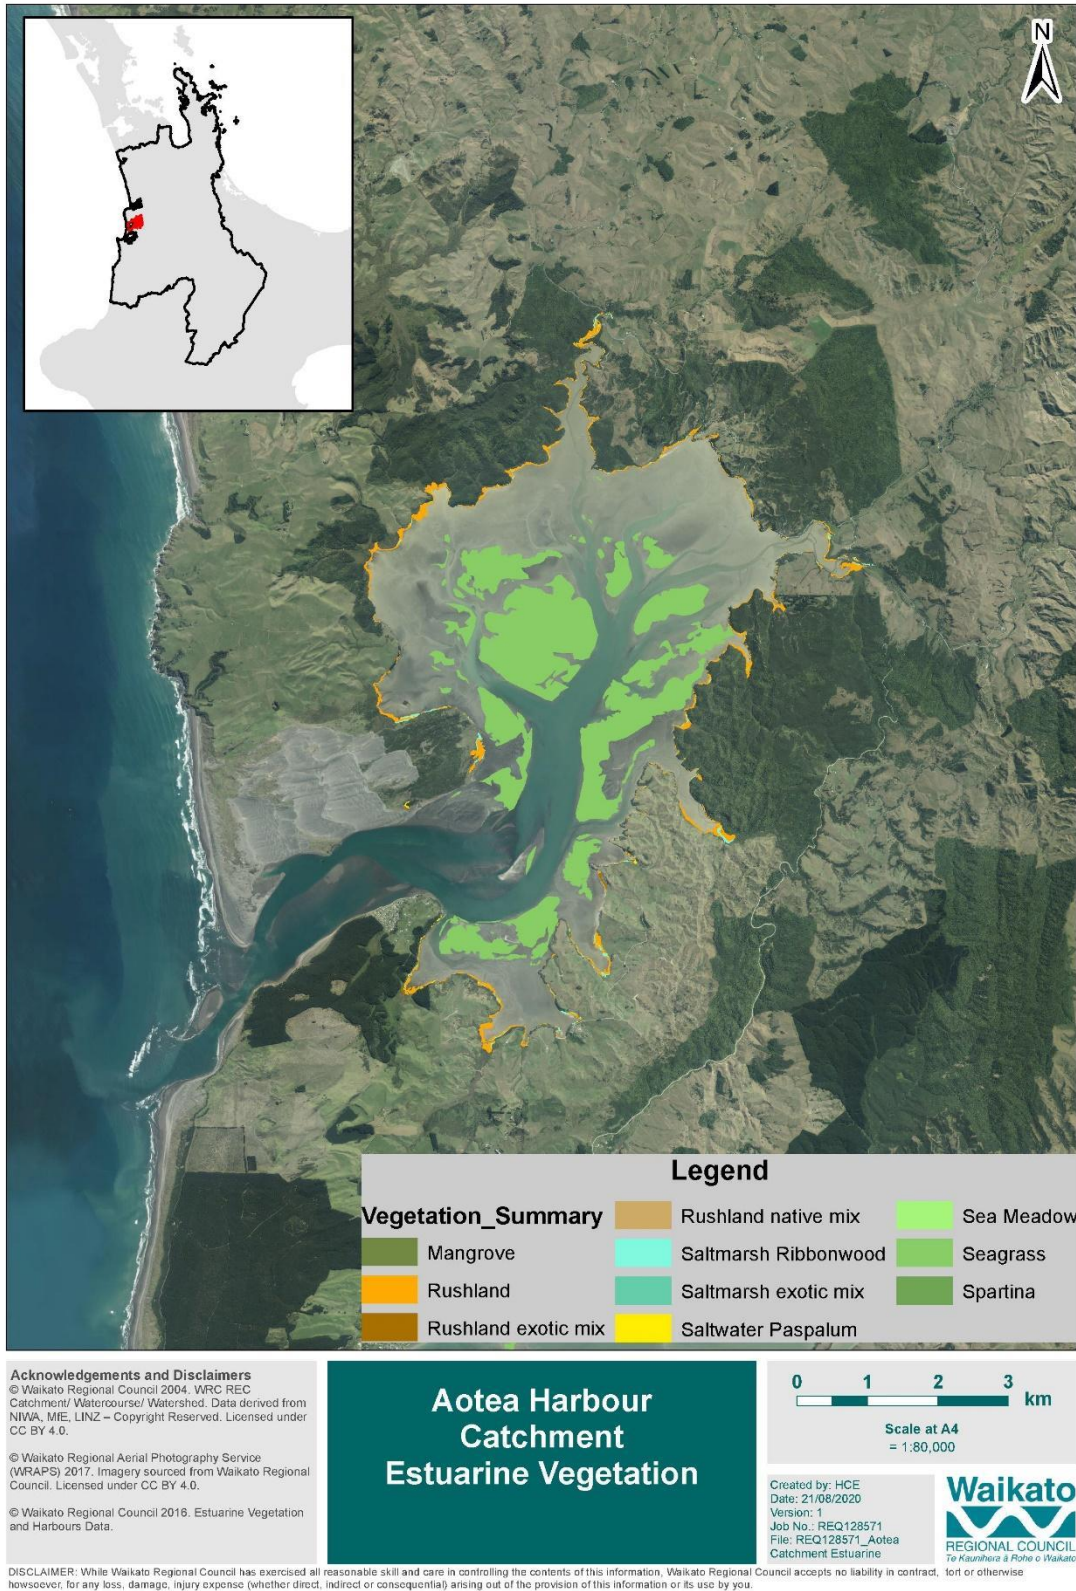 N
Legend
Vegetation_Summary
Mangrove
Rushland
Rushland exotic mix
Rushland native mix
Saltmarsh Ribbonwood
Saltmarsh exotic mix
Saltwater Paspalum
Sea Meadow
Seagrass
Spartina
Acknowledgements and Disclaimers
© Waikato Regional Council 2004. WRC REC
Catchment/ Watercourse/ Watershed. Data derived from
NIWA, MfE, LINZ – Copyright Reserved. Licensed under
CC BY 4.0.
© Waikato Regional Aerial Photography Service
(WRAPS) 2017. Imagery sourced from Waikato Regional
Council. Licensed under CC BY 4.0.
© Waikato Regional Council 2016. Estuarine Vegetation
and Harbours Data.
Aotea Harbour
Catchment
Estuarine Vegetation
0 1 2 3
km
Scale at A4
= 1:80,000
Created by: HCE
Date: 21/08/2020
Version: 1
Job No.: REQ128571
File: REQ128571_Aotea
Catchment Estuarine
Waikato
REGIONAL COUNCIL
Te Kaunihera ā Rohe o Waikato
DISCLAIMER: While Waikato Regional Council has exercised all reasonable skill and care in controlling the contents of this information, Waikato Regional Council accepts no liability in contract, tort or otherwise
howsoever, for any loss, damage, injury expense (whether direct, indirect or consequential) arising out of the provision of this information or its use by you.